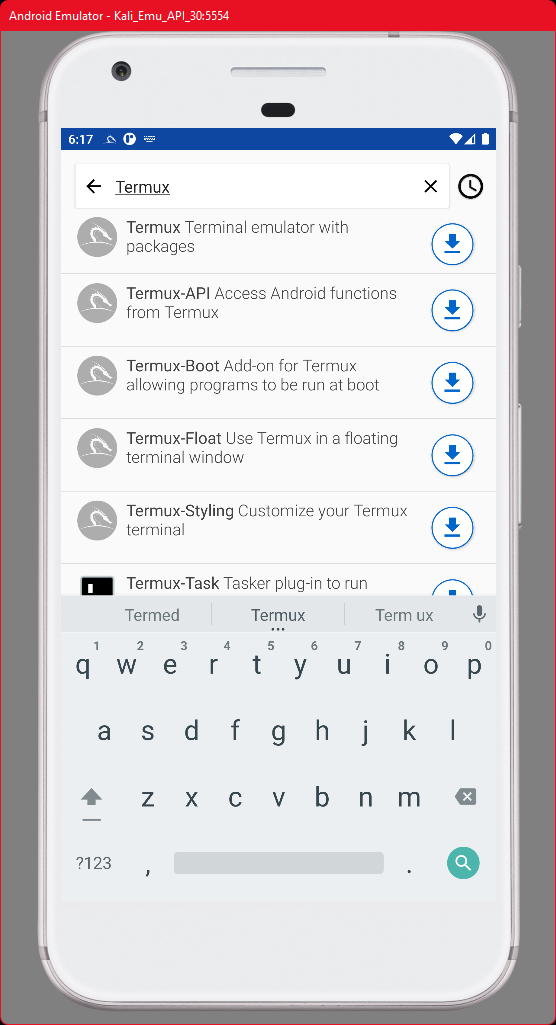 Android Emulator - Kali_Emu_API_30:5554
6:17
Termux
Termux Terminal emulator with
packages
Termux-API Access Android functions
from Termux
Termux-Boot Add-on for Termux
allowing programs to be run at boot
Termux-Float Use Termux in a floating
terminal window
Termux-Styling Customize your Termux
terminal
Termux-Task Tasker plug-in to run
Termed Termux Term ux
1 2 3 4 5 6 7 8 9 0
q w e r t y u i o p
a s d f g h j k l
z x c v b n m
?123 , .